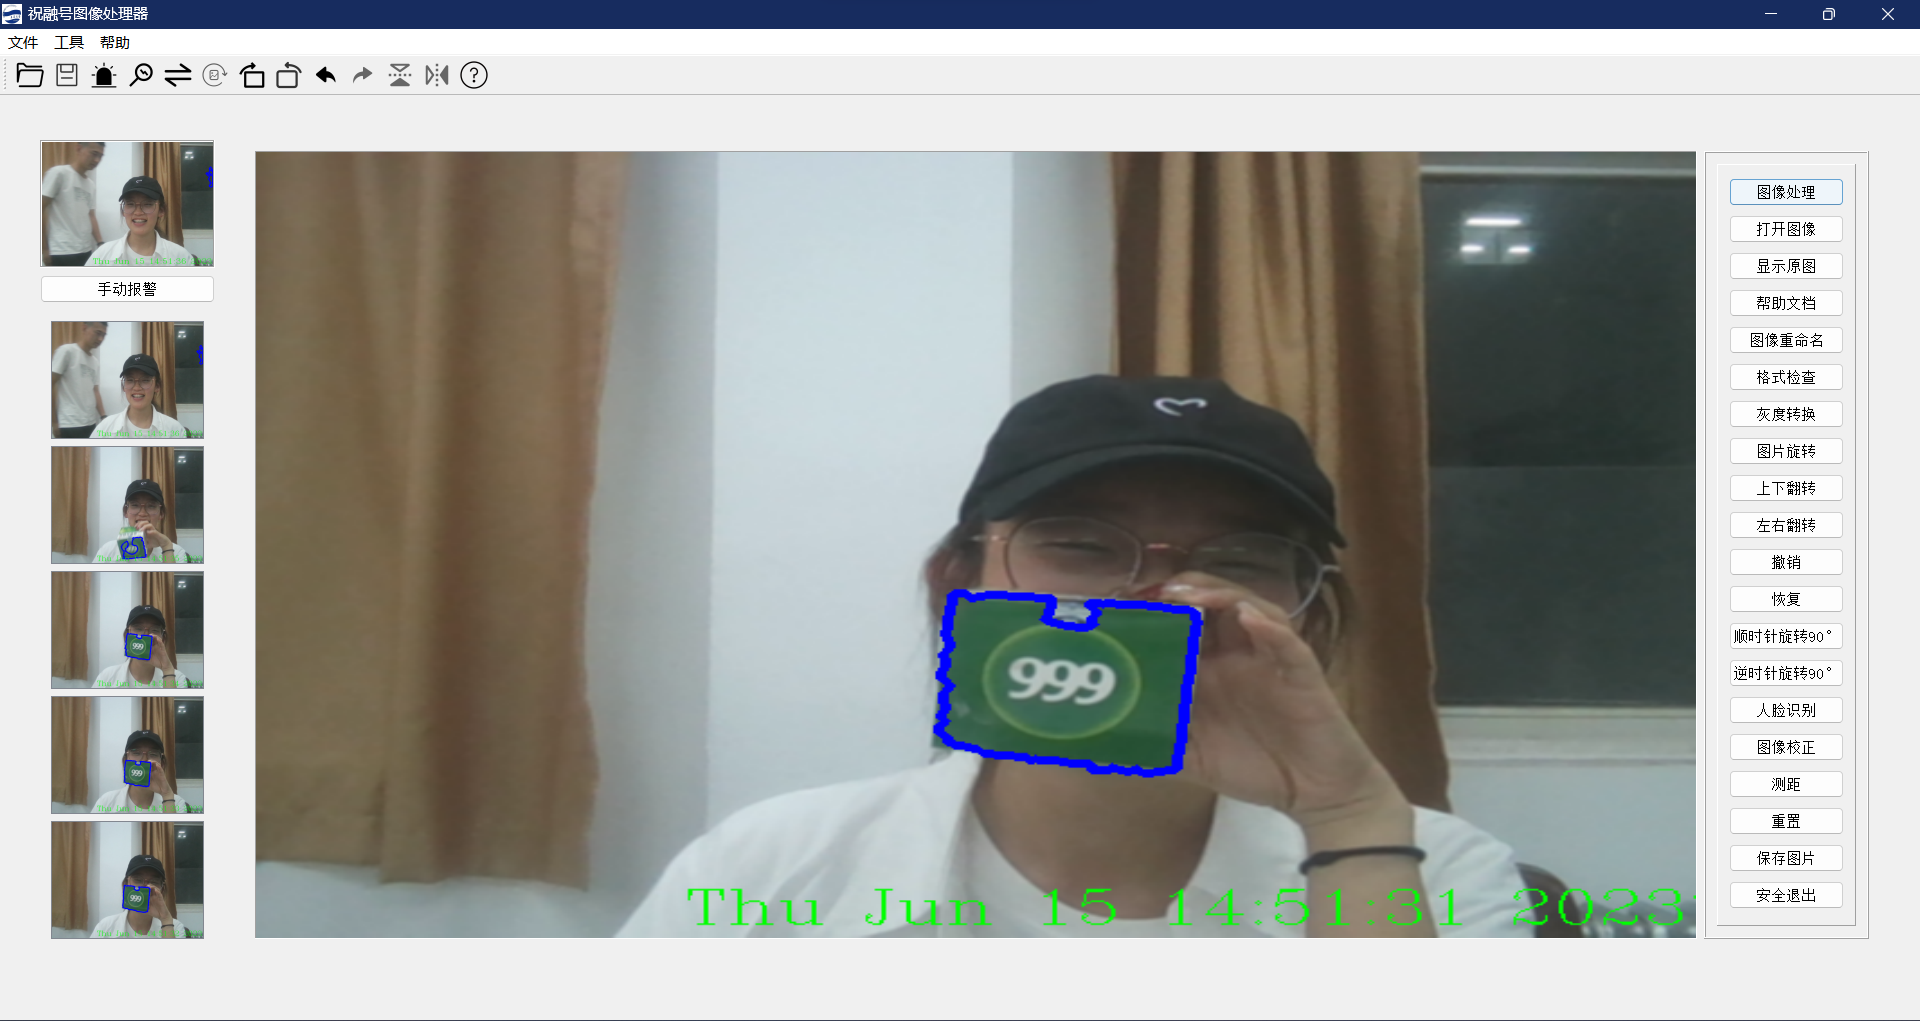 祝融号图像处理器
文件 工具 帮助
手动报警
999
Thu Jun 15 14:51:31 2023
图像处理
打开图像
显示原图
帮助文档
图像重命名
格式检查
灰度转换
图片旋转
上下翻转
左右翻转
撤销
恢复
顺时针旋转90°
逆时针旋转90°
人脸识别
图像校正
测距
重置
保存图片
安全退出